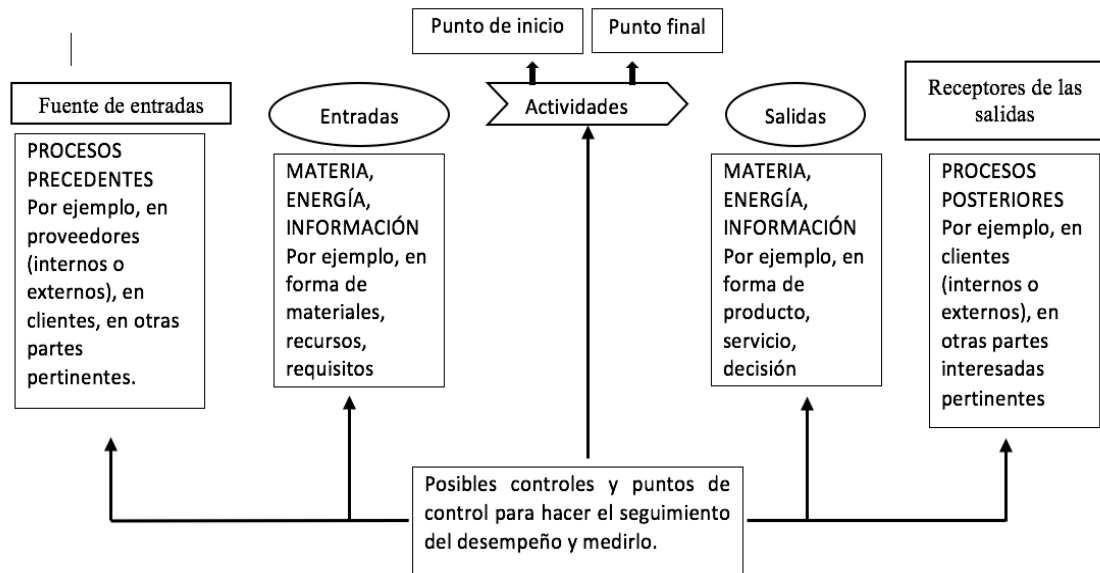 Punto de inicio
Punto final
Fuente de entradas
Entradas
Actividades
Salidas
Receptores de las
salidas
PROCESOS
PRECEDENTES
Por ejemplo, en
proveedores
(internos o
externos), en
clientes, en otras
partes
pertinentes.
MATERIA,
ENERGÍA,
INFORMACIÓN
Por ejemplo, en
forma de
materiales,
recursos,
requisitos
MATERIA,
ENERGÍA,
INFORMACIÓN
Por ejemplo, en
forma de
producto,
servicio,
decisión
PROCESOS
POSTERIORES
Por ejemplo, en
clientes
(internos o
externos), en
otras partes
interesadas
pertinentes
Posibles controles y puntos de
control para hacer el seguimiento
del desempeño y medirlo.